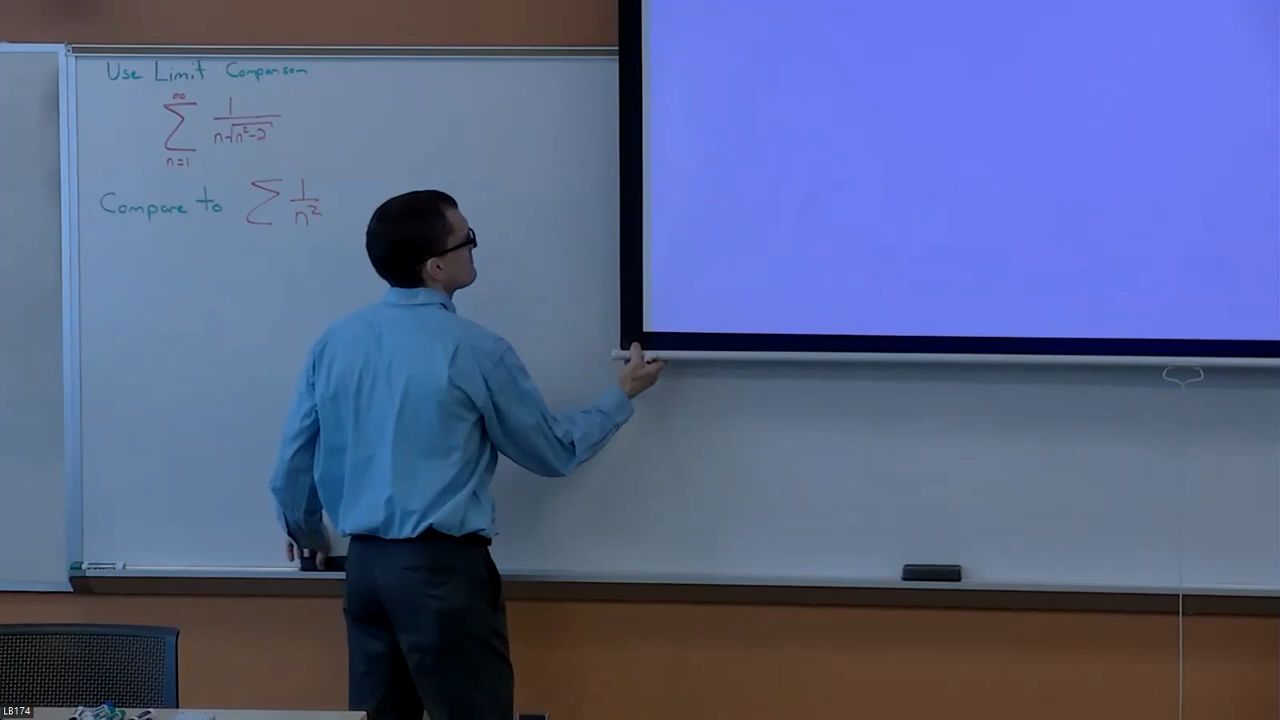 Use Limit Comparison
∞
∑ 1/(n√(n²-2))
n=1
Compare to ∑ 1/n²
LB174